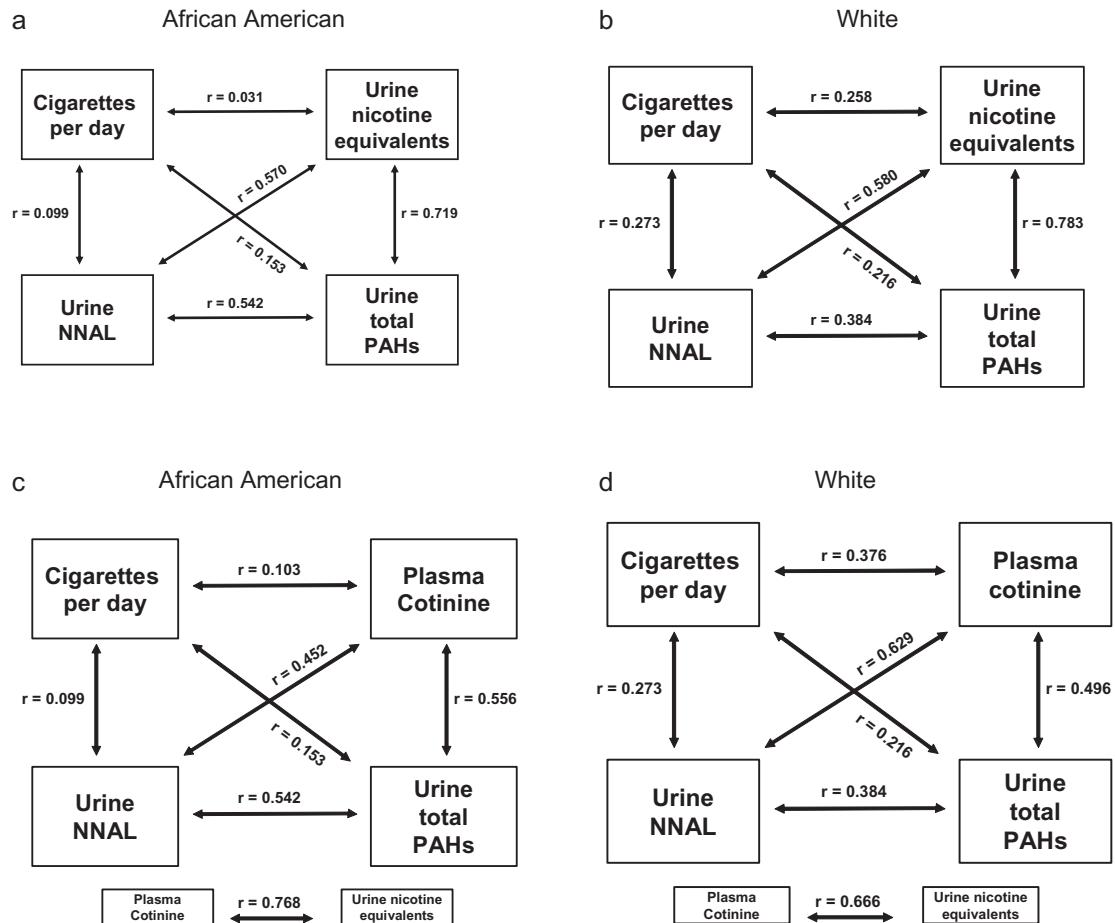 a
African American
Cigarettes
per day
r = 0.031
Urine
nicotine
equivalents
r = 0.099
r = 0.570
r = 0.153
r = 0.719
Urine
NNAL
r = 0.542
Urine
total
PAHs
b
White
Cigarettes
per day
r = 0.258
Urine
nicotine
equivalents
r = 0.273
r = 0.580
r = 0.216
r = 0.783
Urine
NNAL
r = 0.384
Urine
total
PAHs
c
African American
Cigarettes
per day
r = 0.103
Plasma
Cotinine
r = 0.099
r = 0.452
r = 0.153
r = 0.556
Urine
NNAL
r = 0.542
Urine
total
PAHs
Plasma
Cotinine
r = 0.768
Urine nicotine
equivalents
d
White
Cigarettes
per day
r = 0.376
Plasma
cotinine
r = 0.273
r = 0.629
r = 0.216
r = 0.496
Urine
NNAL
r = 0.384
Urine
total
PAHs
Plasma
Cotinine
r = 0.666
Urine nicotine
equivalents